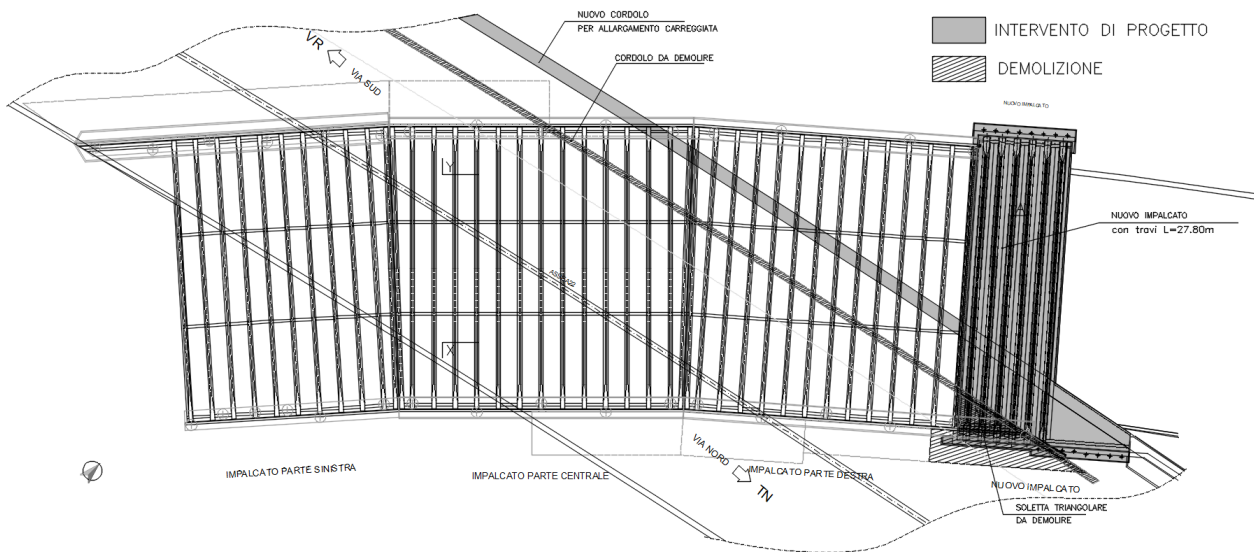 NUOVO CORDOLO
PER ALLARGAMENTO CARREGGIATA
CORDOLO DA DEMOLIRE
VR
VIA SUD
INTERVENTO DI PROGETTO
DEMOLIZIONE
NUOVO IMPALCATO
Y
A
NUOVO IMPALCATO
con travi L=27.80m
X
VIA NORD
TN
IMPALCATO PARTE SINISTRA
IMPALCATO PARTE CENTRALE
IMPALCATO PARTE DESTRA
NUOVO IMPALCATO
SOLETTA TRIANGOLARE
DA DEMOLIRE